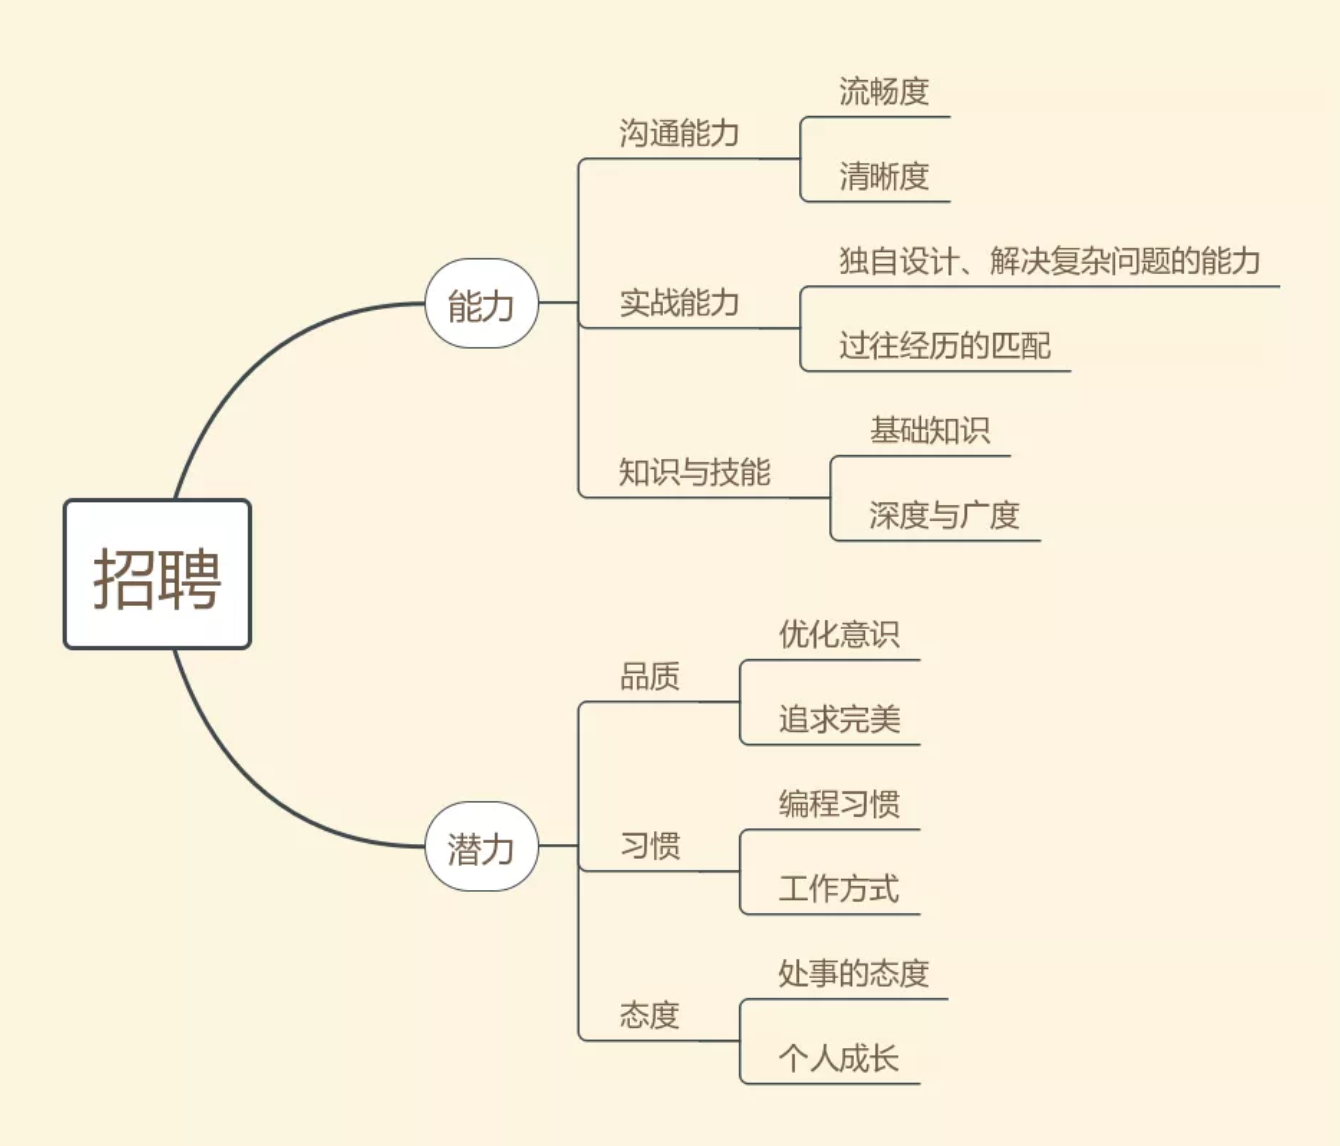 招聘
能力
沟通能力
流畅度
清晰度
实战能力
独自设计、解决复杂问题的能力
过往经历的匹配
知识与技能
基础知识
深度与广度
潜力
品质
优化意识
追求完美
习惯
编程习惯
工作方式
态度
处事的态度
个人成长